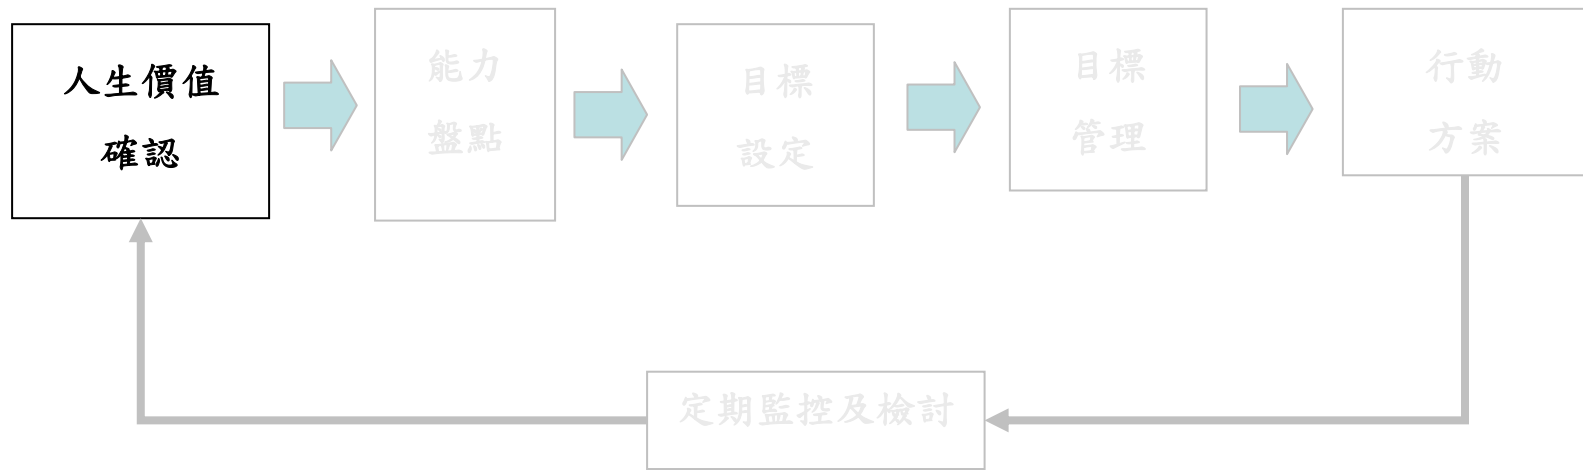 人生價值
確認
能力
盤點
目標
設定
目標
管理
行動
方案
定期監控及檢討